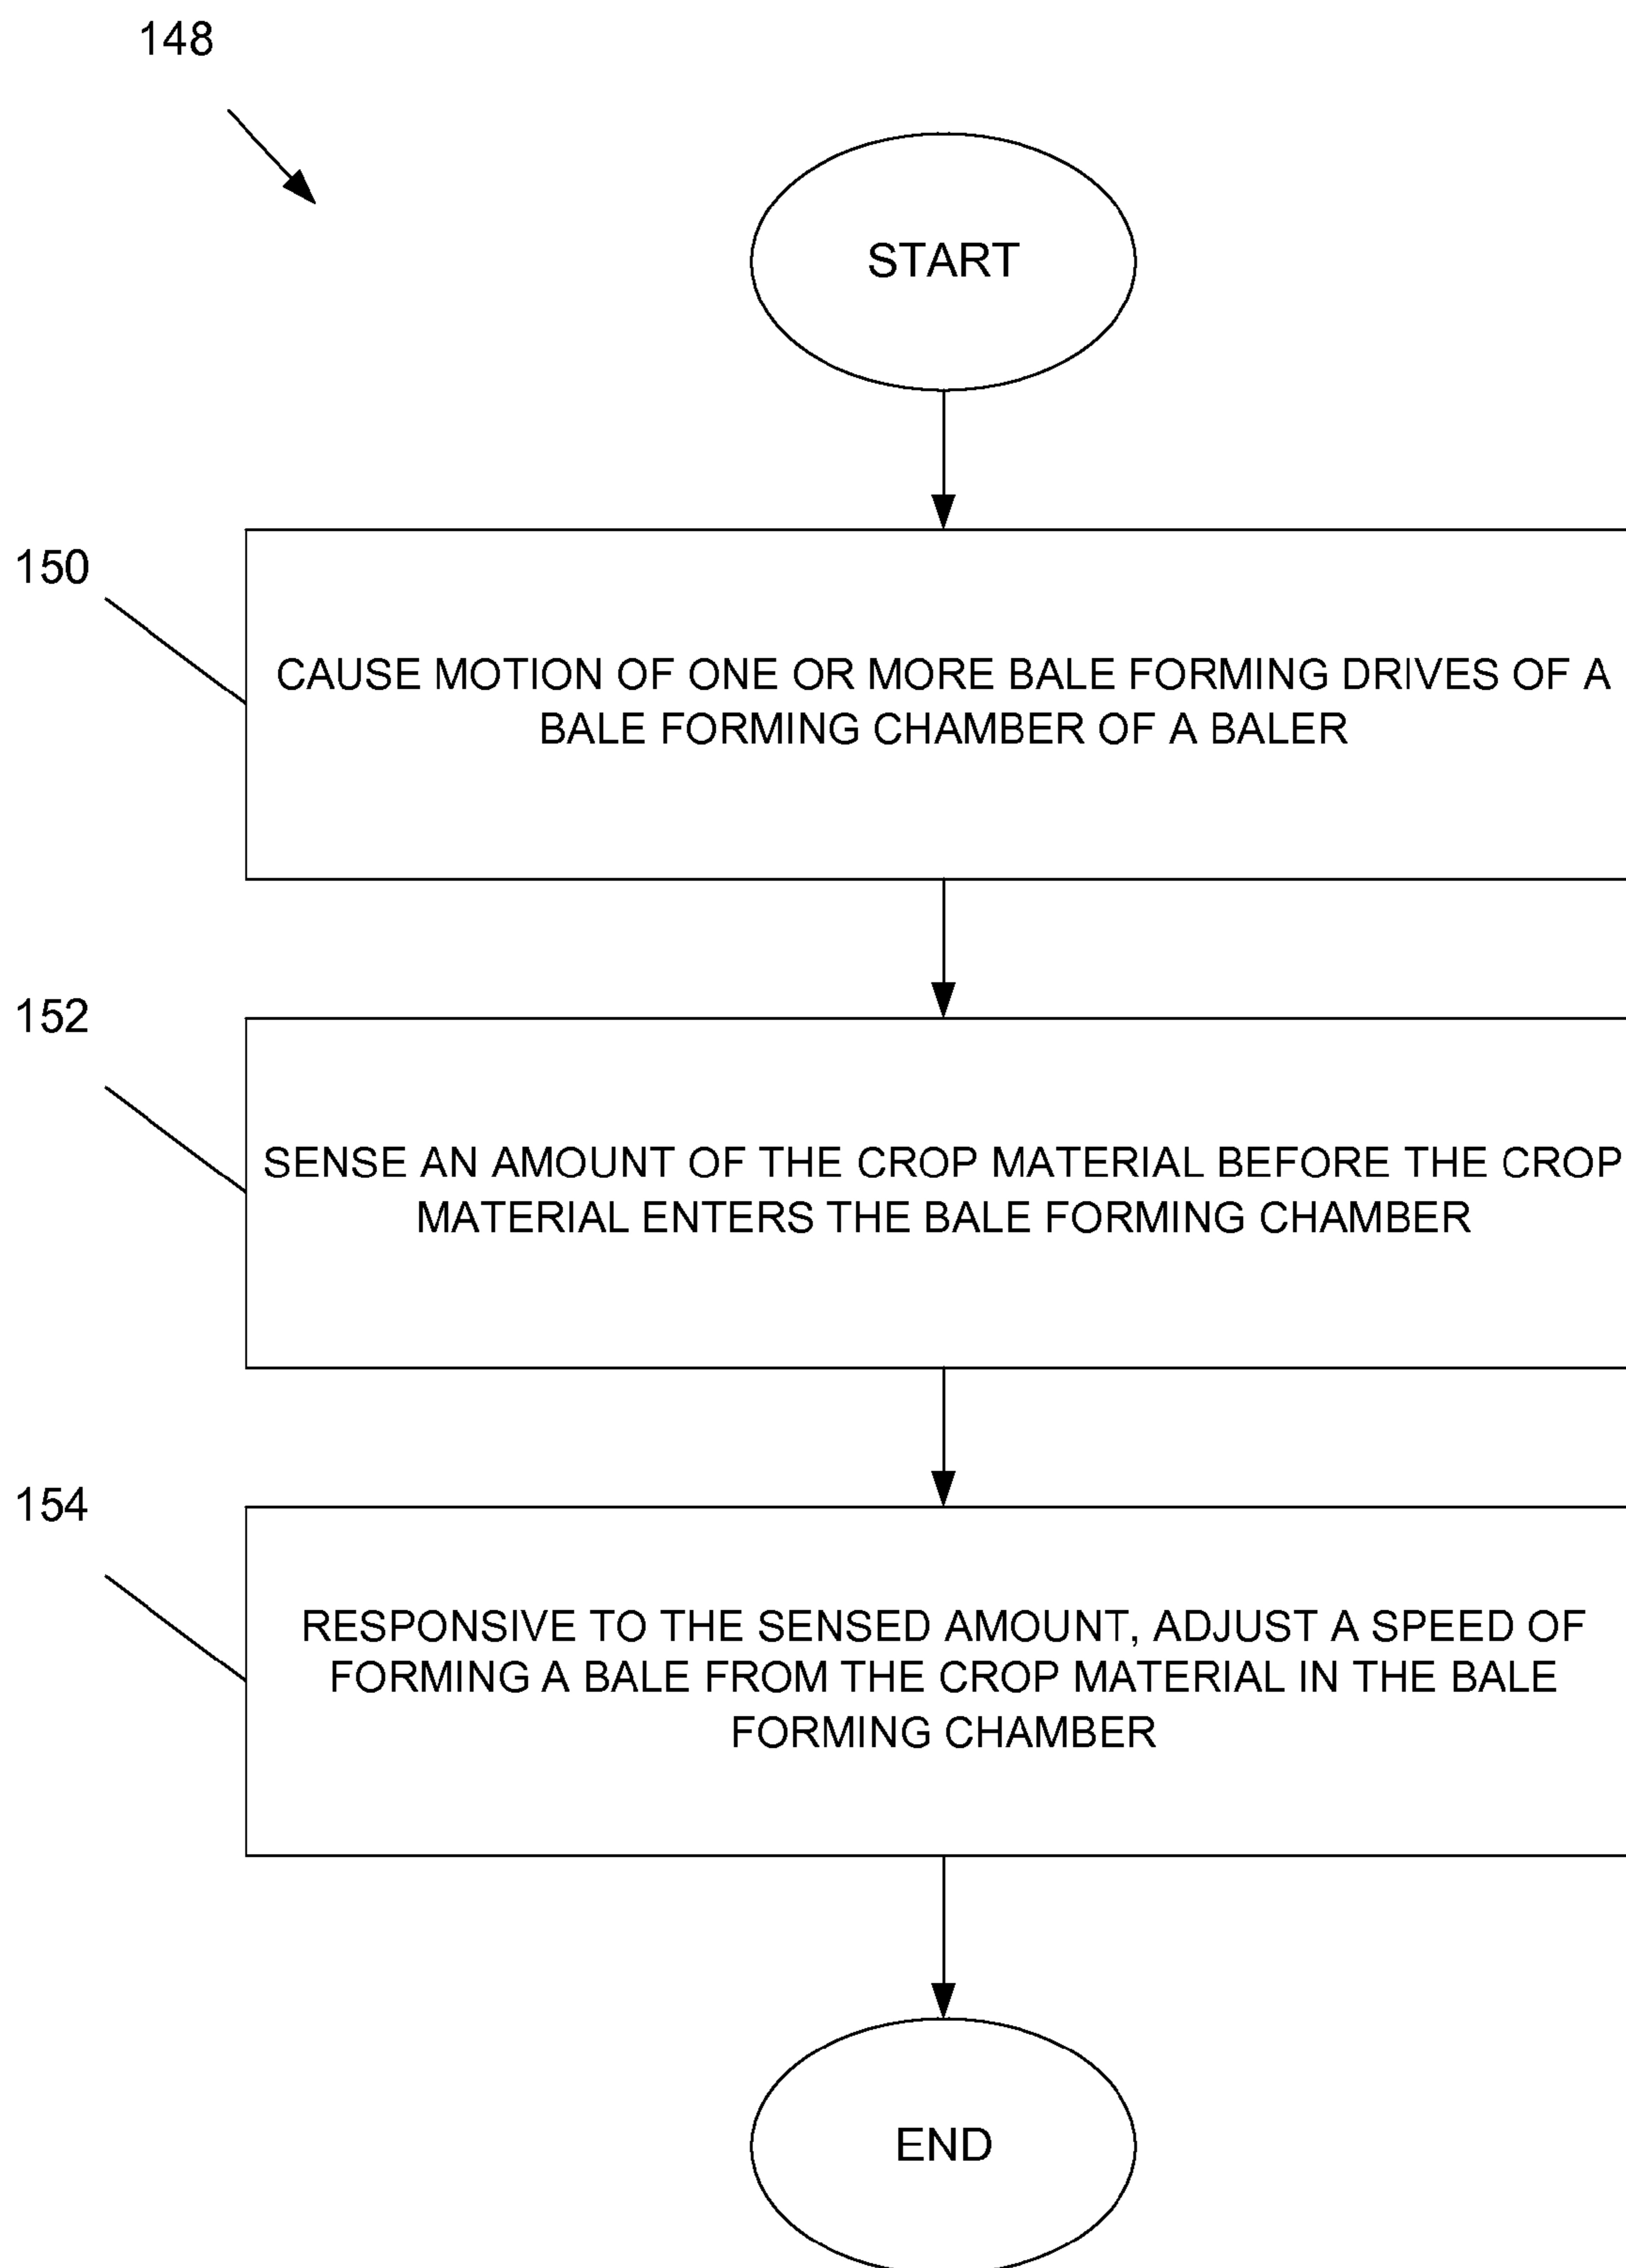 148
START
150
CAUSE MOTION OF ONE OR MORE BALE FORMING DRIVES OF A
BALE FORMING CHAMBER OF A BALER
152
SENSE AN AMOUNT OF THE CROP MATERIAL BEFORE THE CROP
MATERIAL ENTERS THE BALE FORMING CHAMBER
154
RESPONSIVE TO THE SENSED AMOUNT, ADJUST A SPEED OF
FORMING A BALE FROM THE CROP MATERIAL IN THE BALE
FORMING CHAMBER
END